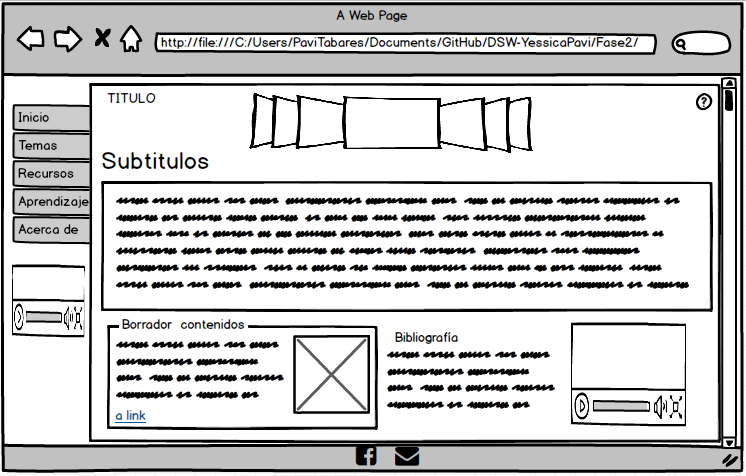 A Web Page
http://file:///C:/Users/PaviTabares/Documents/GitHub/DSW-YessicaPavi/Fase2/
TITULO
?
Inicio
Temas
Recursos
Aprendizaje
Acerca de
Subtitulos
Borrador contenidos
a link
Bibliografía